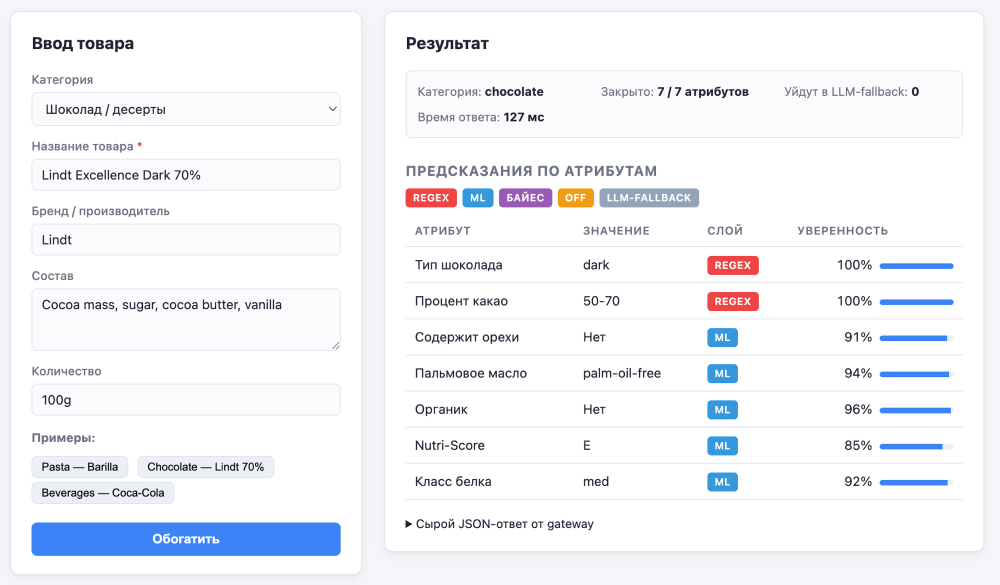 Ввод товара
Категория
Шоколад / десерты
Название товара *
Lindt Excellence Dark 70%
Бренд / производитель
Lindt
Состав
Cocoa mass, sugar, cocoa butter, vanilla
Количество
100g
Примеры:
Pasta — Barilla
Chocolate — Lindt 70%
Beverages — Coca-Cola
Обогатить
Результат
Категория: chocolate
Закрыто: 7 / 7 атрибутов
Уйдут в LLM-fallback: 0
Время ответа: 127 мс
ПРЕДСКАЗАНИЯ ПО АТРИБУТАМ
REGEX ML БАЙЕС OFF LLM-FALLBACK
АТРИБУТ ЗНАЧЕНИЕ СЛОЙ УВЕРЕННОСТЬ
Тип шоколада dark REGEX 100%
Процент какао 50-70 REGEX 100%
Содержит орехи Нет ML 91%
Пальмовое масло palm-oil-free ML 94%
Органик Нет ML 96%
Nutri-Score E ML 85%
Класс белка med ML 92%
▶ Сырой JSON-ответ от gateway